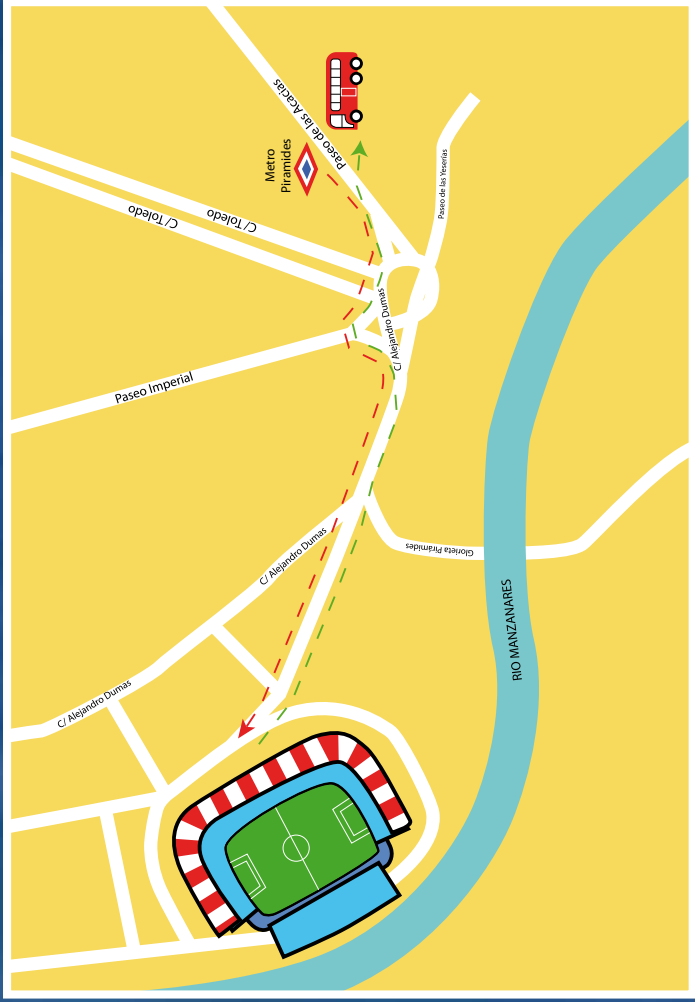 Paseo de las Acacias
Metro
Piramides
Paseo de las Yeserías
C/ Toledo
C/ Toledo
C/ Alejandro Dumas
Paseo Imperial
C/ Alejandro Dumas
Glorieta Pirámides
RIO MANZANARES
C/ Alejandro Dumas